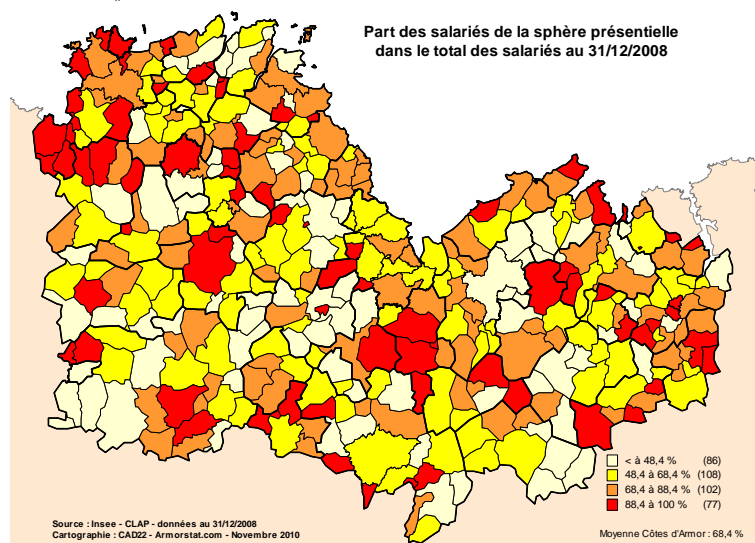 Part des salariés de la sphère présentielle
dans le total des salariés au 31/12/2008
< à 48,4 % (86)
48,4 à 68,4 % (108)
68,4 à 88,4 % (102)
88,4 à 100 % (77)
Source : Insee - CLAP - données au 31/12/2008
Cartographie : CAD22 - Armorstat.com - Novembre 2010
Moyenne Côtes d'Armor : 68,4 %